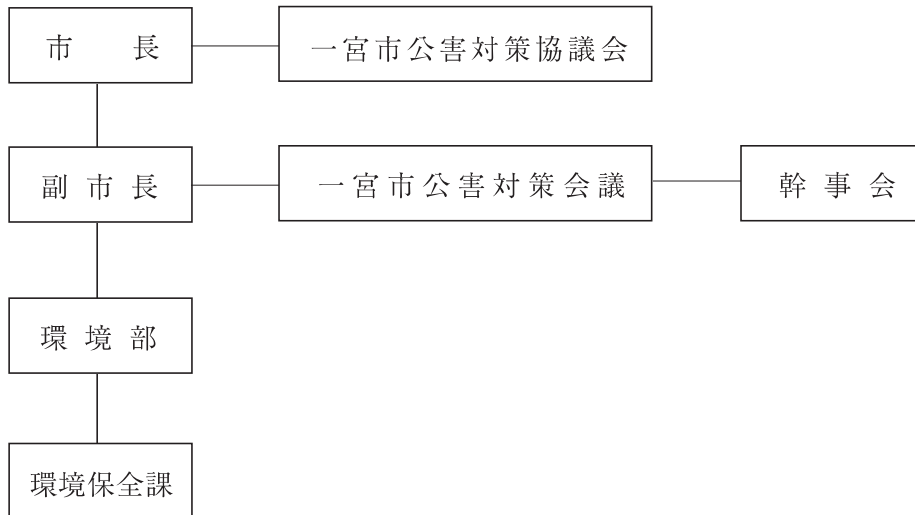 市長
一宮市公害対策協議会
副市長
一宮市公害対策会議
幹事会
環境部
環境保全課